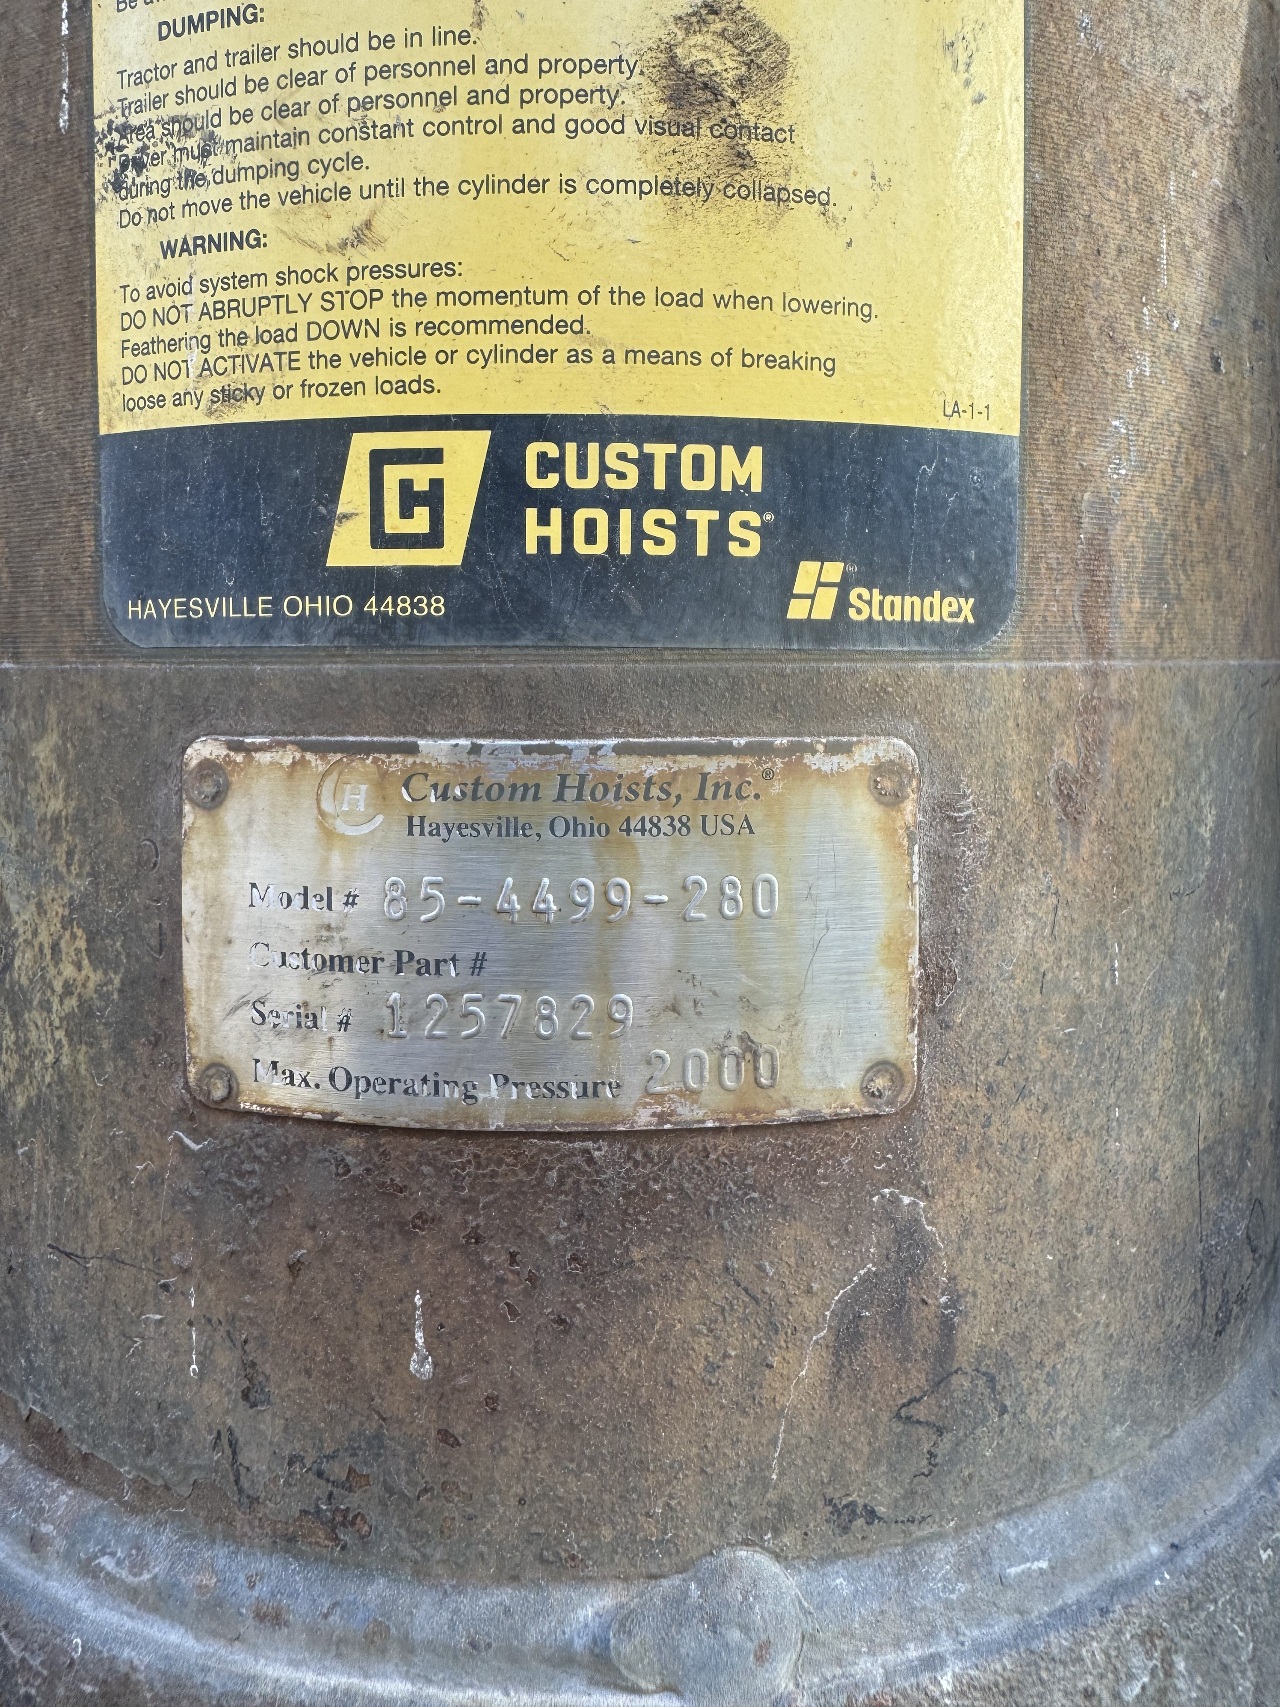 Be
DUMPING:
Tractor and trailer should be in line.
Trailer should be clear of personnel and property.
Area should be clear of personnel and property.
Driver must maintain constant control and good visual contact
during the dumping cycle.
Do not move the vehicle until the cylinder is completely collapsed.
WARNING:
To avoid system shock pressures:
DO NOT ABRUPTLY STOP the momentum of the load when lowering.
Feathering the load DOWN is recommended.
DO NOT ACTIVATE the vehicle or cylinder as a means of breaking
loose any sticky or frozen loads.
LA-1-1
CH
CUSTOM
HOISTS®
HAYESVILLE OHIO 44838
® Standex
CH Custom Hoists, Inc.®
Hayesville, Ohio 44838 USA
Model # 85-4499-280
Customer Part #
Serial # 1257829
Max. Operating Pressure 2000